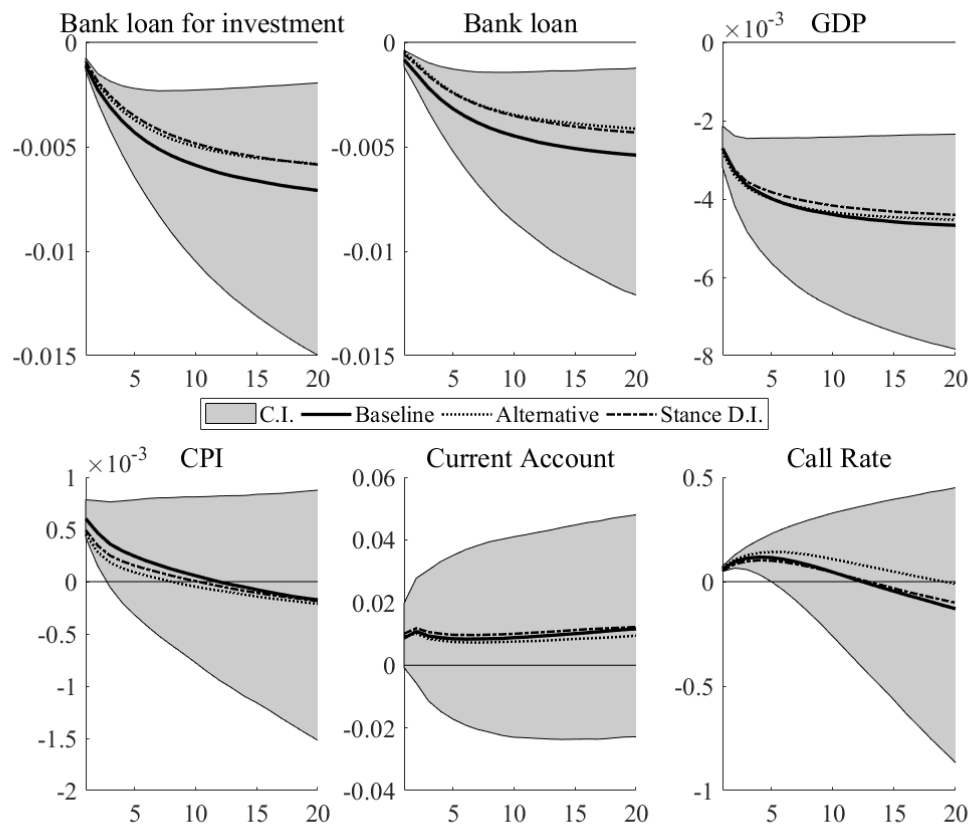 Bank loan for investment
0
-0.005
-0.01
-0.015
5 10 15 20
Bank loan
0
-0.005
-0.01
-0.015
5 10 15 20
GDP
×10⁻³
0
-2
-4
-6
-8
5 10 15 20
C.I. Baseline Alternative Stance D.I.
CPI
×10⁻³
1
0.5
0
-0.5
-1
-1.5
-2
5 10 15 20
Current Account
0.06
0.04
0.02
0
-0.02
-0.04
5 10 15 20
Call Rate
0.5
0
-0.5
-1
5 10 15 20